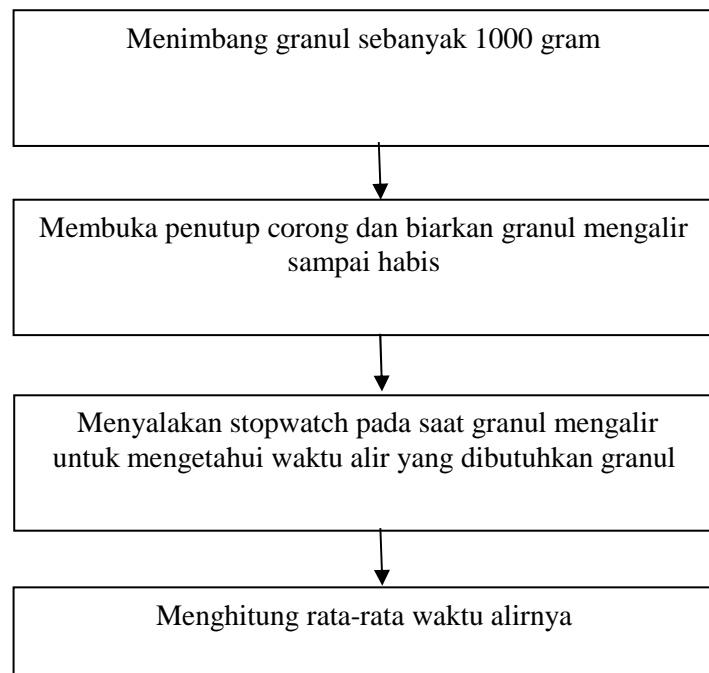 Menimbang granul sebanyak 1000 gram
Membuka penutup corong dan biarkan granul mengalir
sampai habis
Menyalakan stopwatch pada saat granul mengalir
untuk mengetahui waktu alir yang dibutuhkan granul
Menghitung rata-rata waktu alirnya